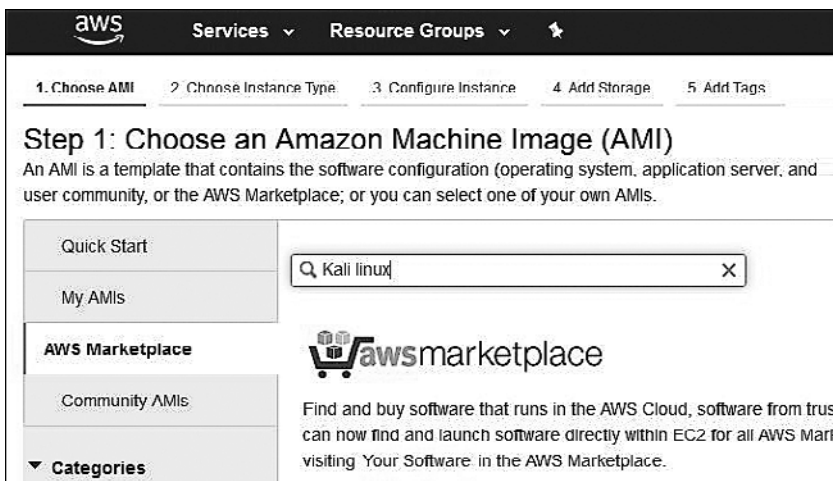 aws Services Resource Groups
1. Choose AMI 2. Choose Instance Type 3. Configure Instance 4. Add Storage 5. Add Tags
Step 1: Choose an Amazon Machine Image (AMI)
An AMI is a template that contains the software configuration (operating system, application server, and
user community, or the AWS Marketplace; or you can select one of your own AMIs.
Quick Start
Kali linux
My AMIs
AWS Marketplace
awsmarketplace
Community AMIs
Find and buy software that runs in the AWS Cloud, software from
can now find and launch software directly within EC2 for all AWS
Categories
visiting Your Software in the AWS Marketplace.